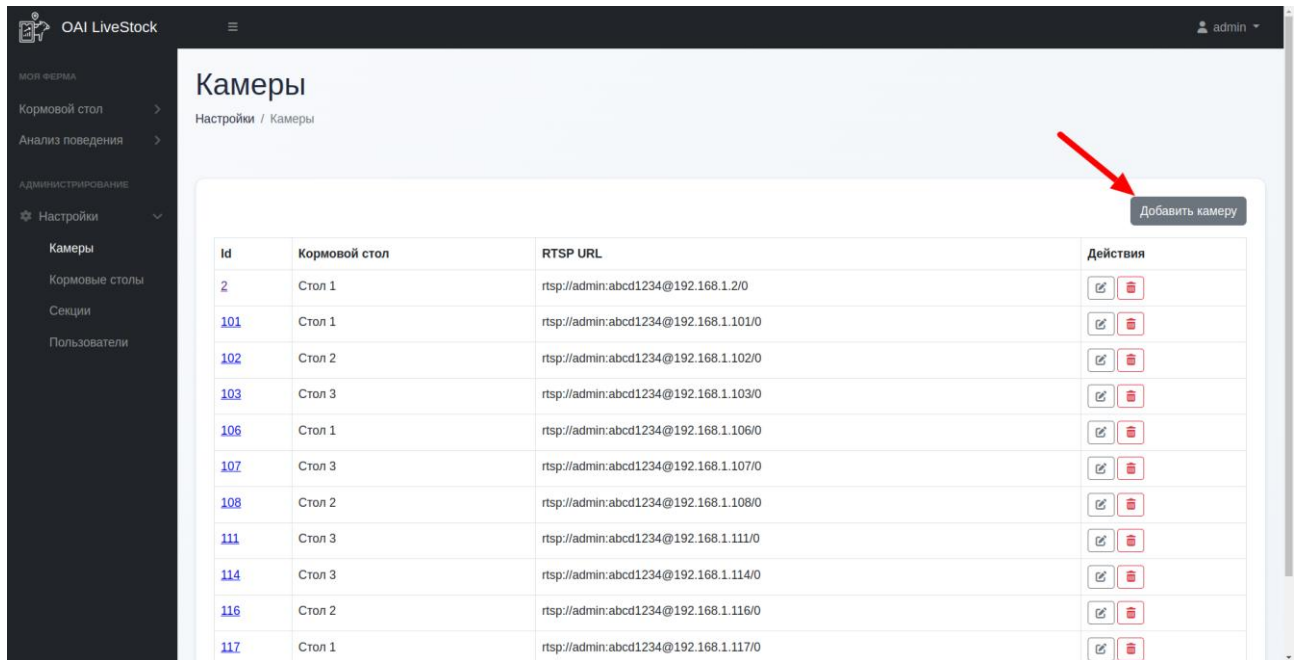 OAI LiveStock
admin
МОЯ ФЕРМА
Кормовой стол
Анализ поведения
АДМИНИСТРИРОВАНИЕ
Настройки
Камеры
Кормовые столы
Секции
Пользователи
Камеры
Настройки / Камеры
Добавить камеру
Id Кормовой стол RTSP URL Действия
2 Стол 1 rtsp://admin:abcd1234@192.168.1.2/0
101 Стол 1 rtsp://admin:abcd1234@192.168.1.101/0
102 Стол 2 rtsp://admin:abcd1234@192.168.1.102/0
103 Стол 3 rtsp://admin:abcd1234@192.168.1.103/0
106 Стол 1 rtsp://admin:abcd1234@192.168.1.106/0
107 Стол 3 rtsp://admin:abcd1234@192.168.1.107/0
108 Стол 2 rtsp://admin:abcd1234@192.168.1.108/0
111 Стол 3 rtsp://admin:abcd1234@192.168.1.111/0
114 Стол 3 rtsp://admin:abcd1234@192.168.1.114/0
116 Стол 2 rtsp://admin:abcd1234@192.168.1.116/0
117 Стол 1 rtsp://admin:abcd1234@192.168.1.117/0